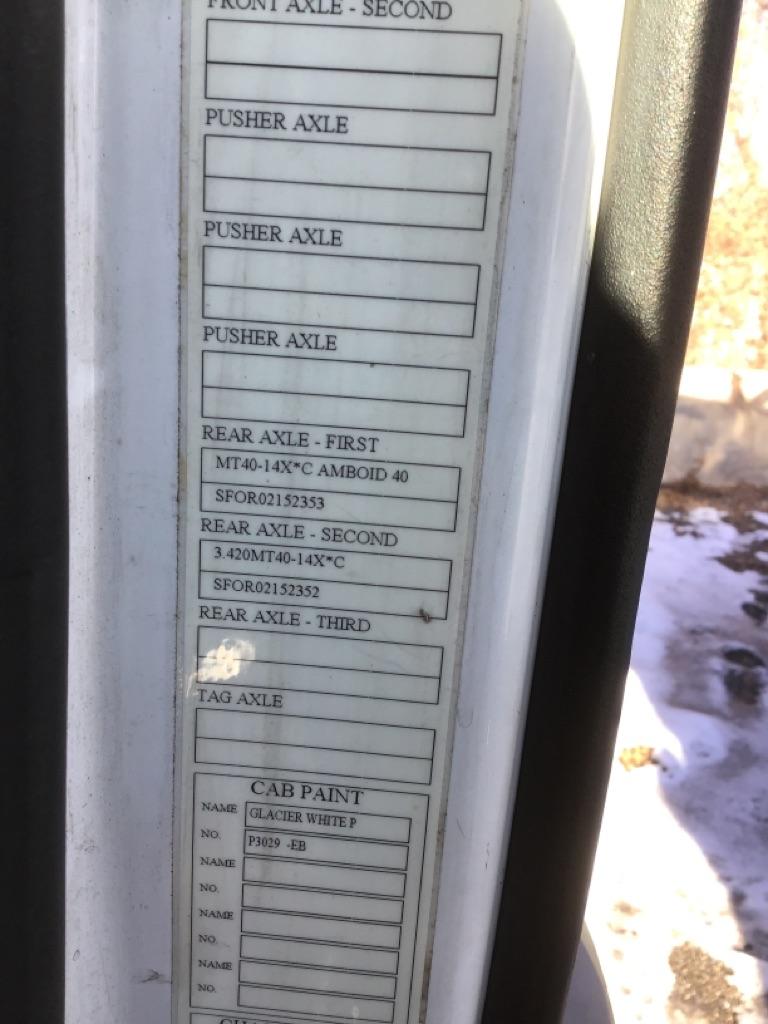 FRONT AXLE - SECOND
PUSHER AXLE
PUSHER AXLE
PUSHER AXLE
REAR AXLE - FIRST
MT40-14X*C AMBOID 40
SFOR02152353
REAR AXLE - SECOND
3.420MT40-14X*C
SFOR02152352
REAR AXLE - THIRD
TAG AXLE
CAB PAINT
NAME GLACIER WHITE P
NO. P3029 -EB
NAME
NO.
NAME
NO.
NAME
NO.